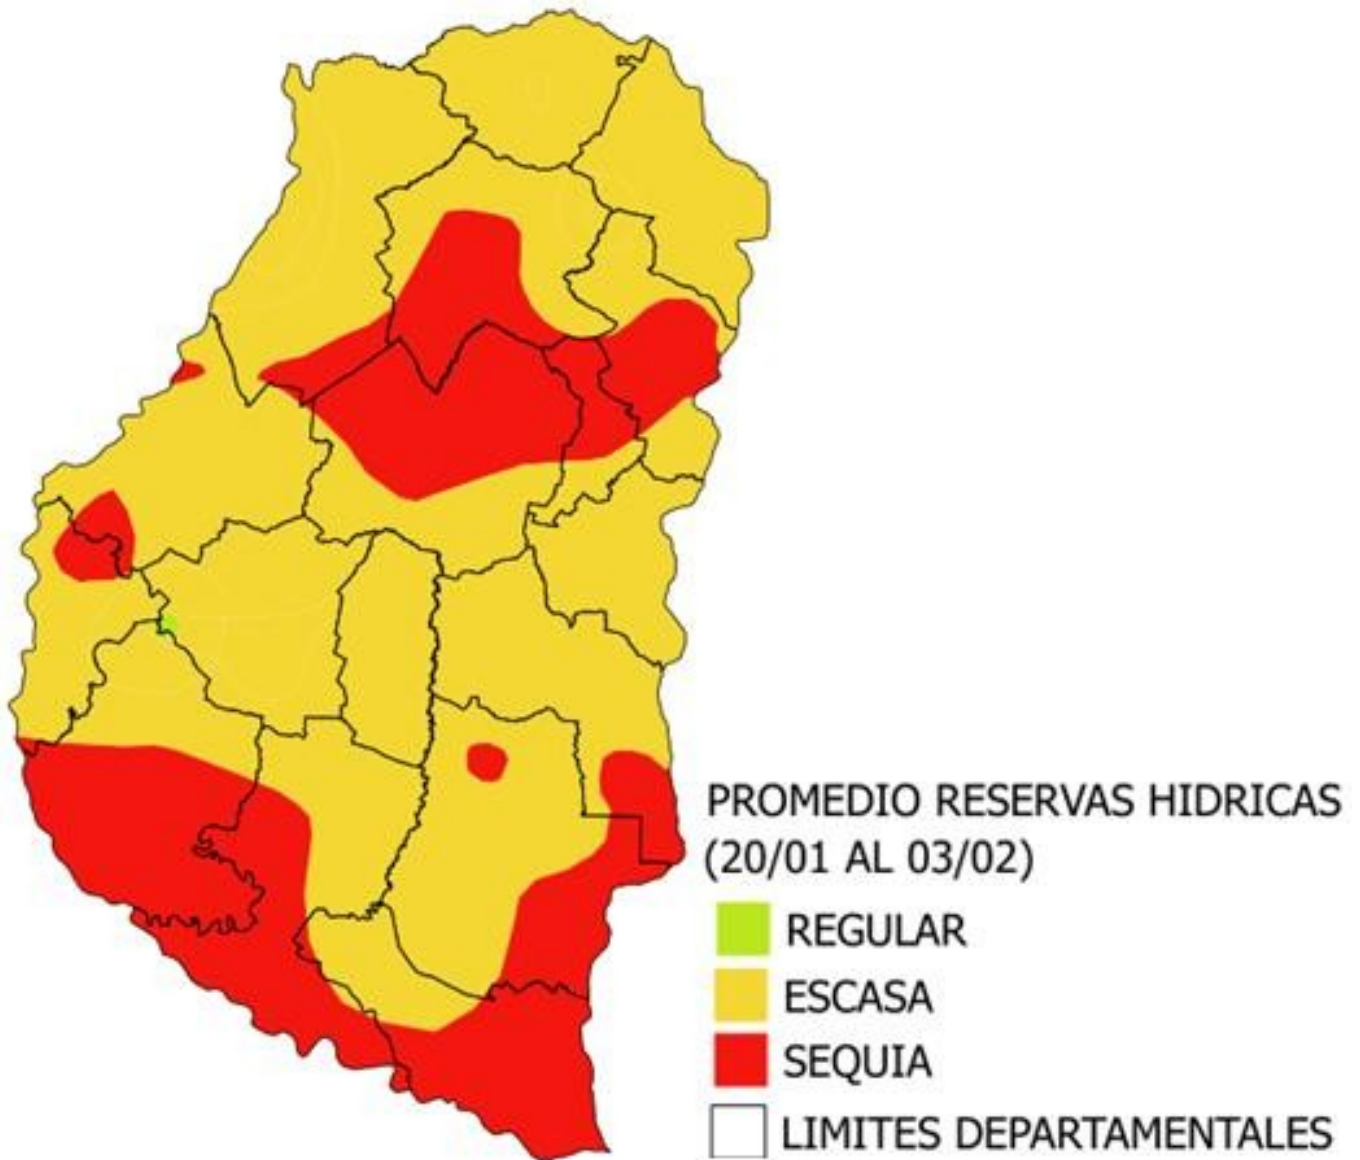 PROMEDIO RESERVAS HIDRICAS
(20/01 AL 03/02)
REGULAR
ESCASA
SEQUIA
LIMITES DEPARTAMENTALES